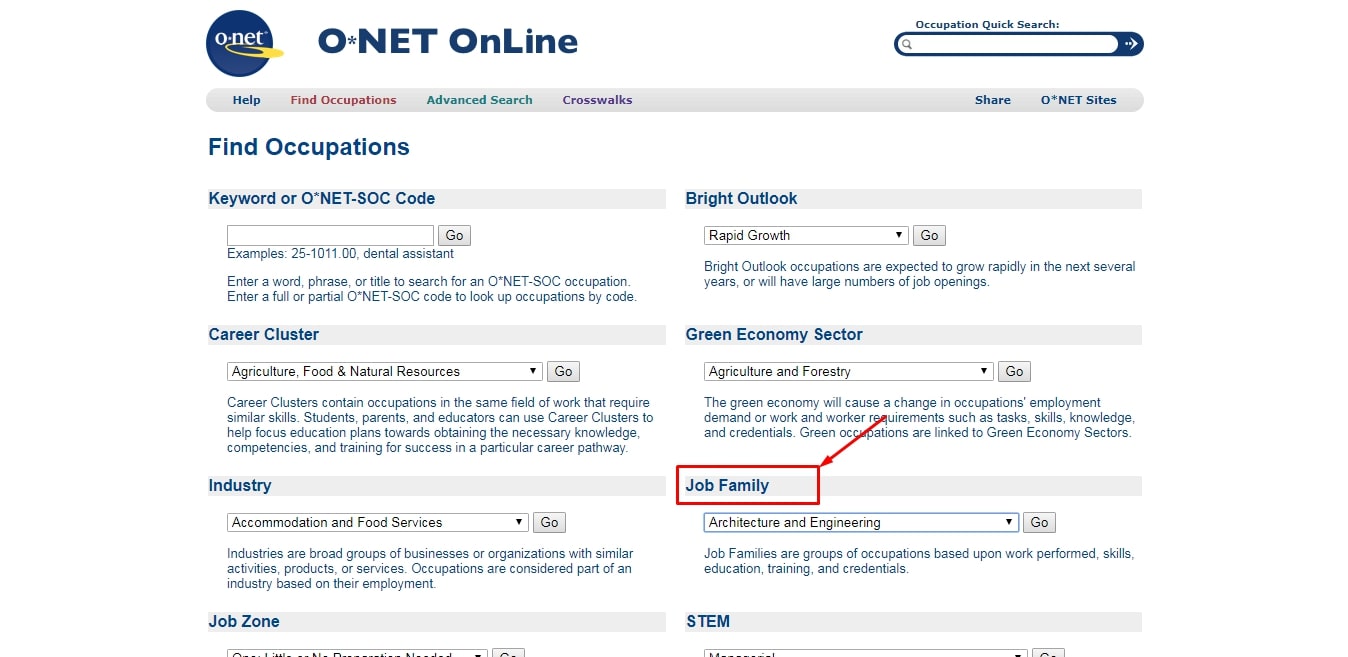 o·net
O*NET OnLine
Occupation Quick Search:
Help Find Occupations Advanced Search Crosswalks Share O*NET Sites
Find Occupations
Keyword or O*NET-SOC Code
Go
Examples: 25-1011.00, dental assistant
Enter a word, phrase, or title to search for an O*NET-SOC occupation.
Enter a full or partial O*NET-SOC code to look up occupations by code.
Bright Outlook
Rapid Growth Go
Bright Outlook occupations are expected to grow rapidly in the next several
years, or will have large numbers of job openings.
Career Cluster
Agriculture, Food & Natural Resources Go
Career Clusters contain occupations in the same field of work that require
similar skills. Students, parents, and educators can use Career Clusters to
help focus education plans towards obtaining the necessary knowledge,
competencies, and training for success in a particular career pathway.
Green Economy Sector
Agriculture and Forestry Go
The green economy will cause a change in occupations' employment
demand or work and worker requirements such as tasks, skills, knowledge,
and credentials. Green occupations are linked to Green Economy Sectors.
Industry
Accommodation and Food Services Go
Industries are broad groups of businesses or organizations with similar
activities, products, or services. Occupations are considered part of an
industry based on their employment.
Job Family
Architecture and Engineering Go
Job Families are groups of occupations based upon work performed, skills,
education, training, and credentials.
Job Zone
One: Little or No Preparation Needed Go
STEM
Managerial Go